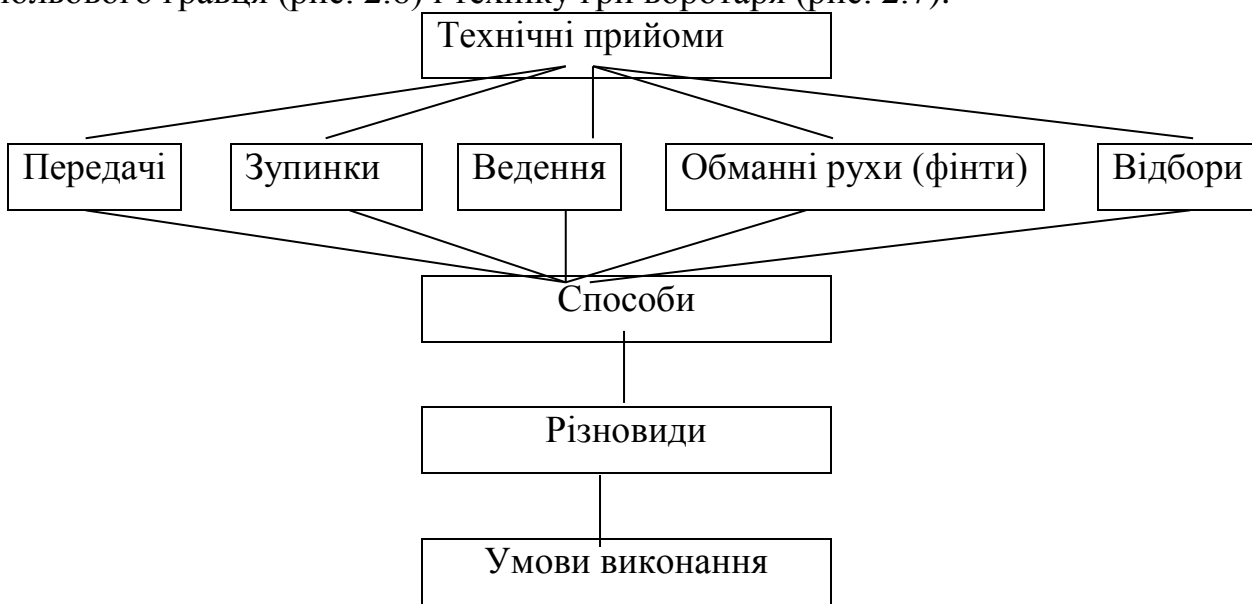 польового гравця (рис. 2.6) і техніку гри воротаря (рис. 2.7).
Технічні прийоми
Передачі Зупинки Ведення Обманні рухи (фінти) Відбори
Способи
Різновиди
Умови виконання